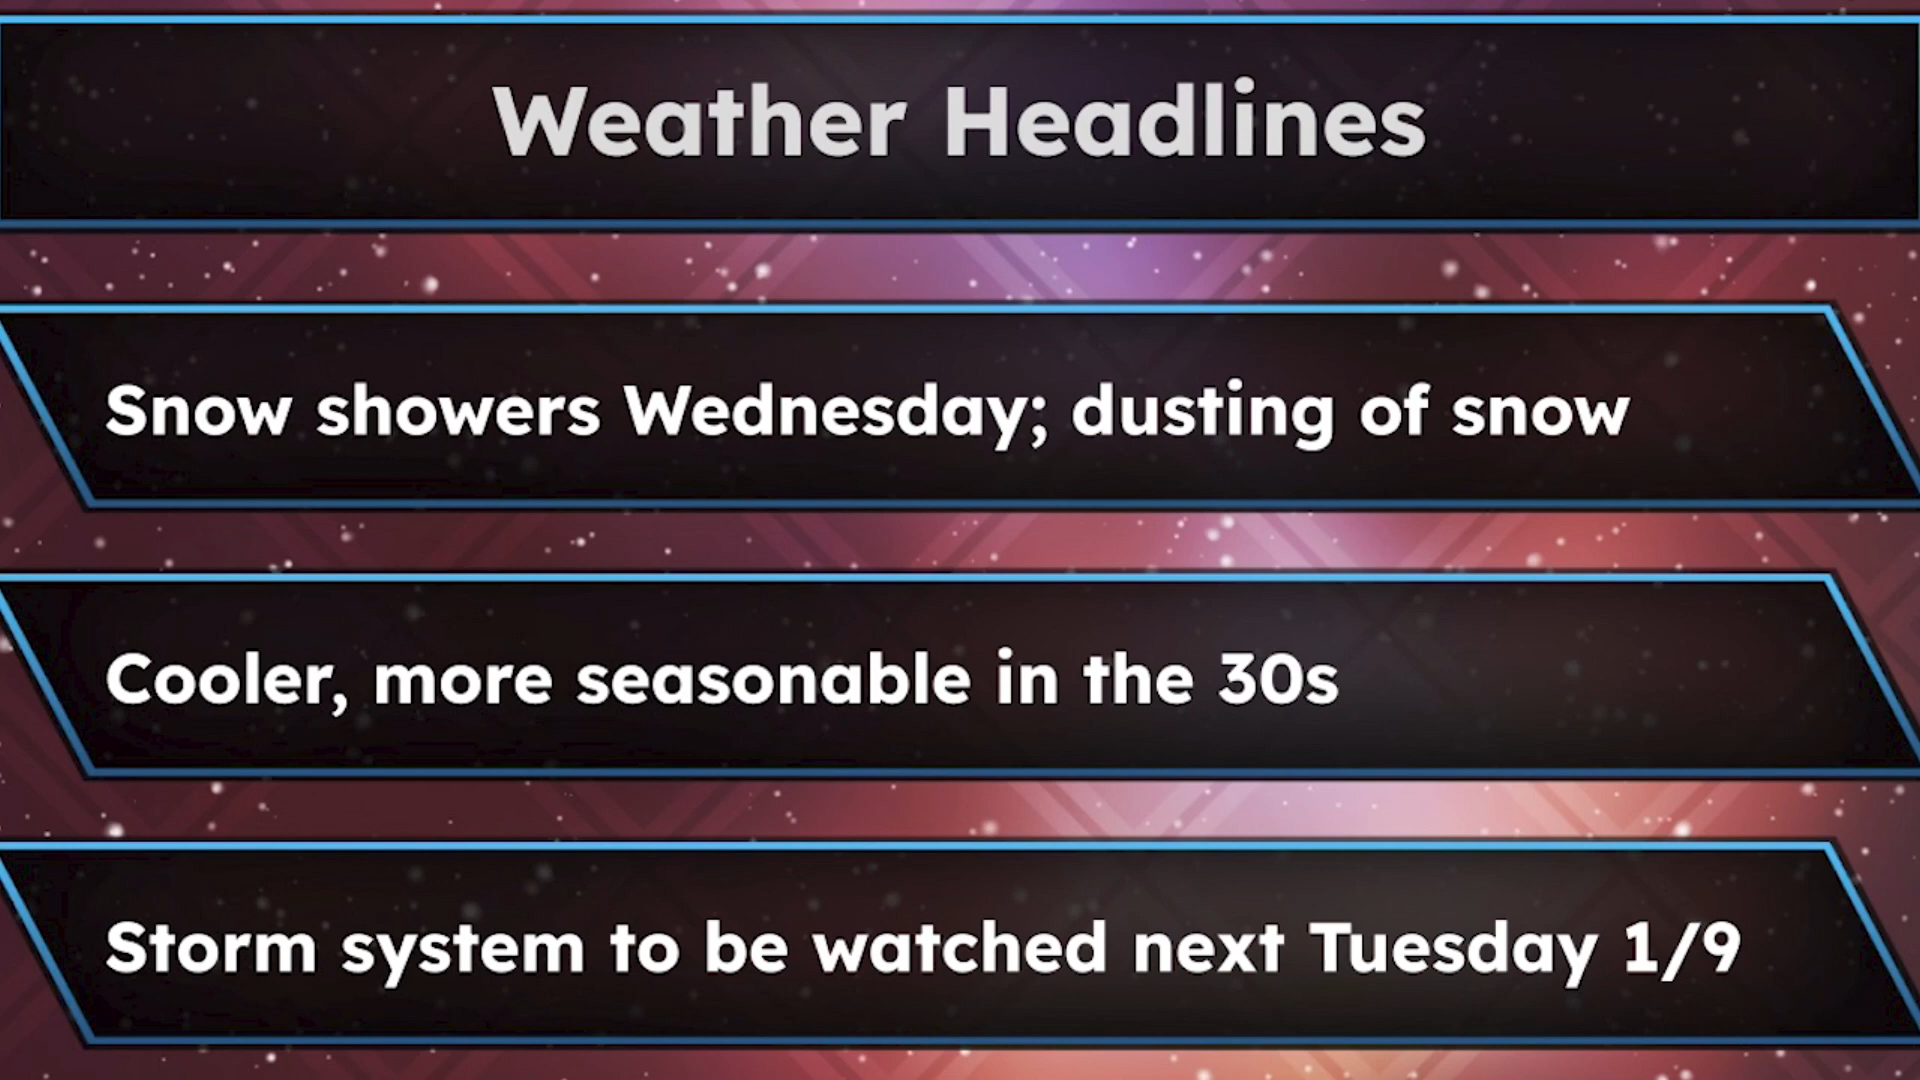 Weather Headlines
Snow showers Wednesday; dusting of snow
Cooler, more seasonable in the 30s
Storm system to be watched next Tuesday 1/9